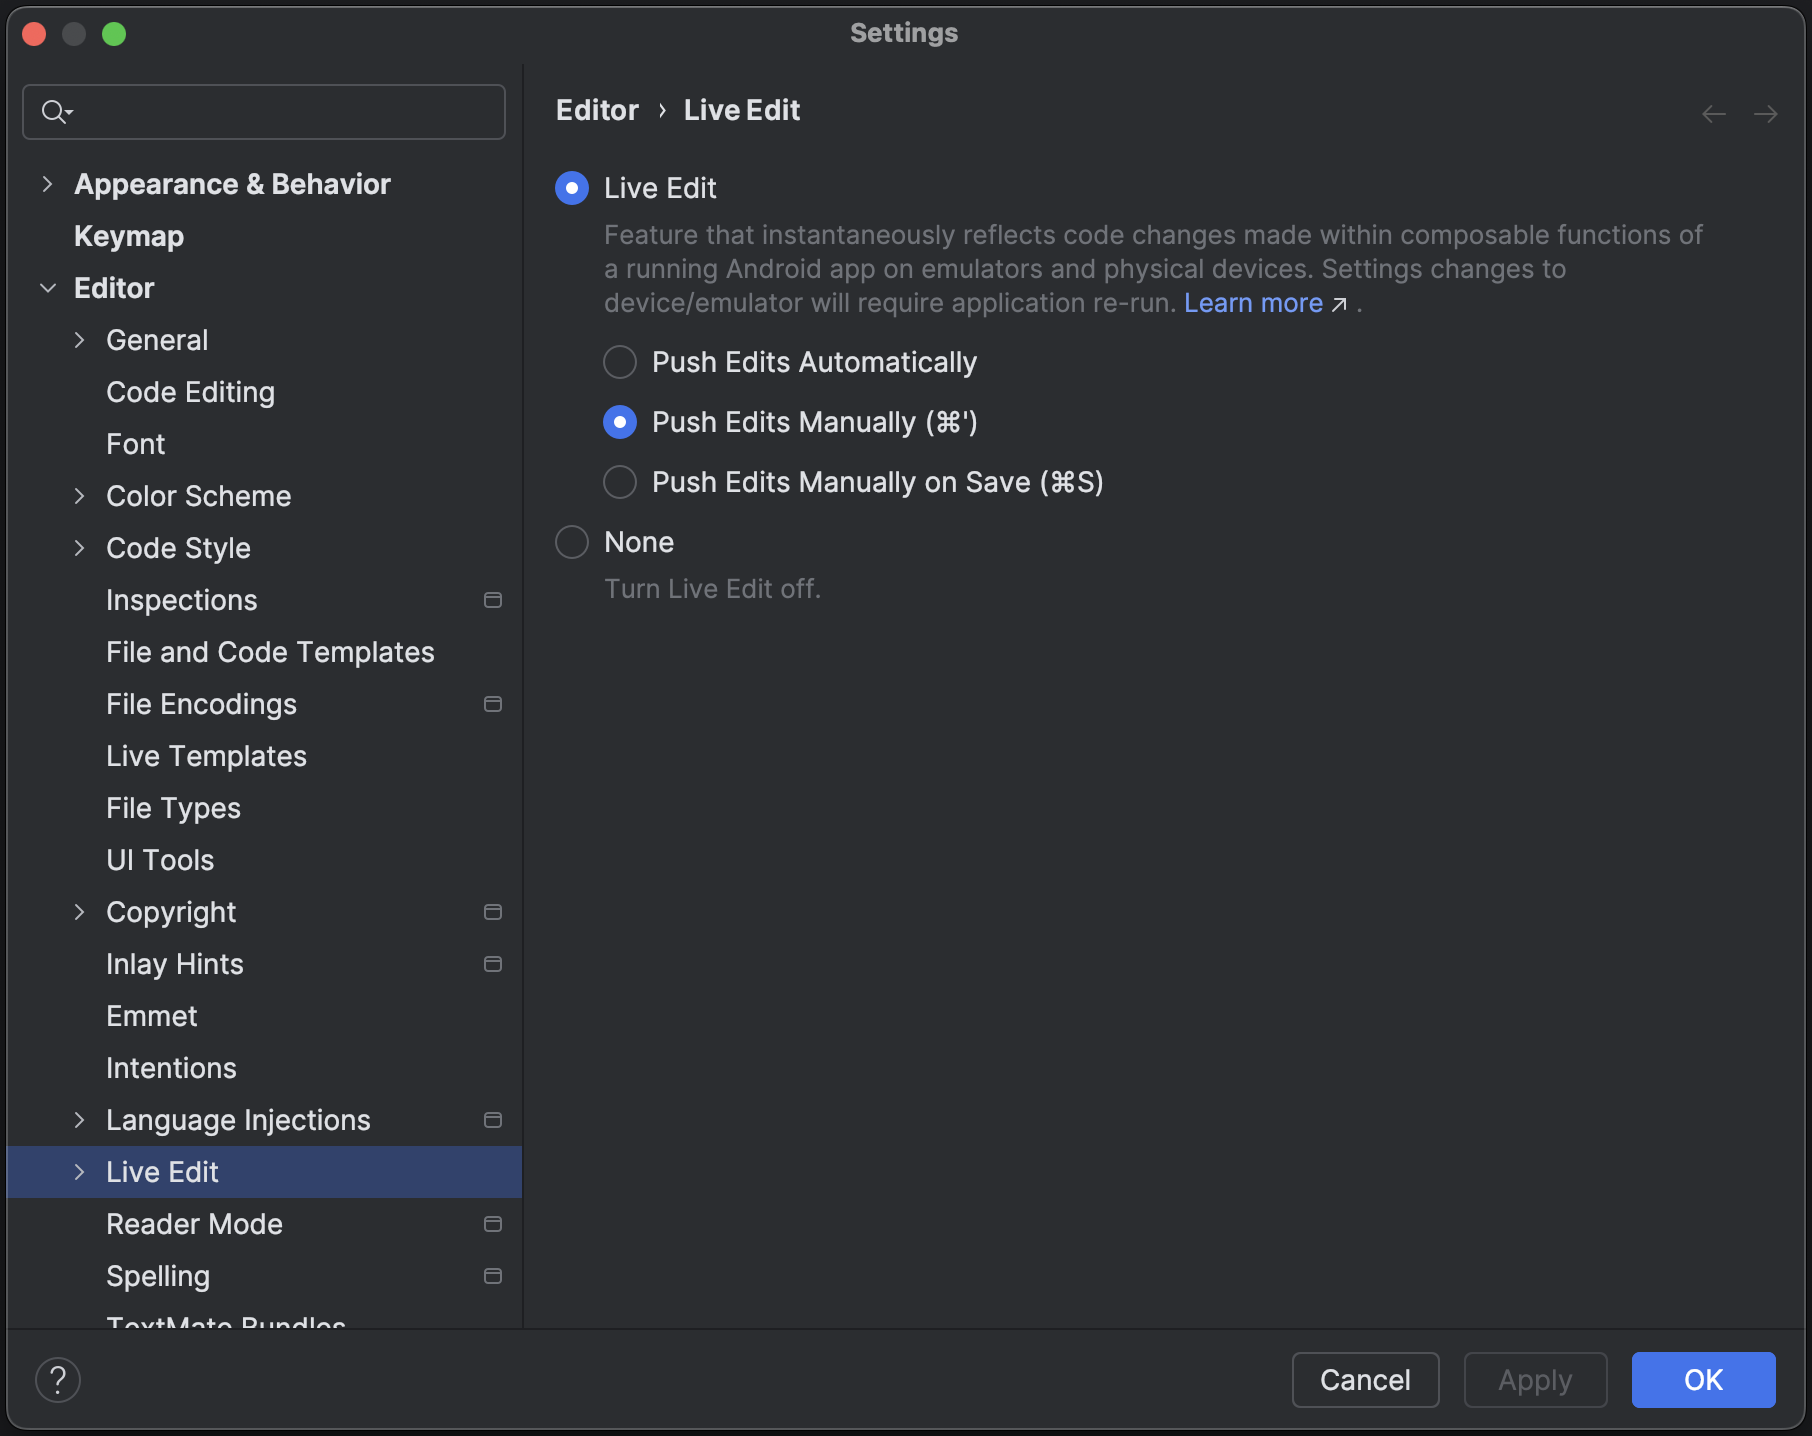 Settings
Appearance & Behavior
Keymap
Editor
General
Code Editing
Font
Color Scheme
Code Style
Inspections
File and Code Templates
File Encodings
Live Templates
File Types
UI Tools
Copyright
Inlay Hints
Emmet
Intentions
Language Injections
Live Edit
Reader Mode
Spelling
TextMate Bundles
Editor › Live Edit
Live Edit
Feature that instantaneously reflects code changes made within composable functions of
a running Android app on emulators and physical devices. Settings changes to
device/emulator will require application re-run. Learn more ↗ .
Push Edits Automatically
Push Edits Manually (⌘')
Push Edits Manually on Save (⌘S)
None
Turn Live Edit off.
?
Cancel
Apply
OK